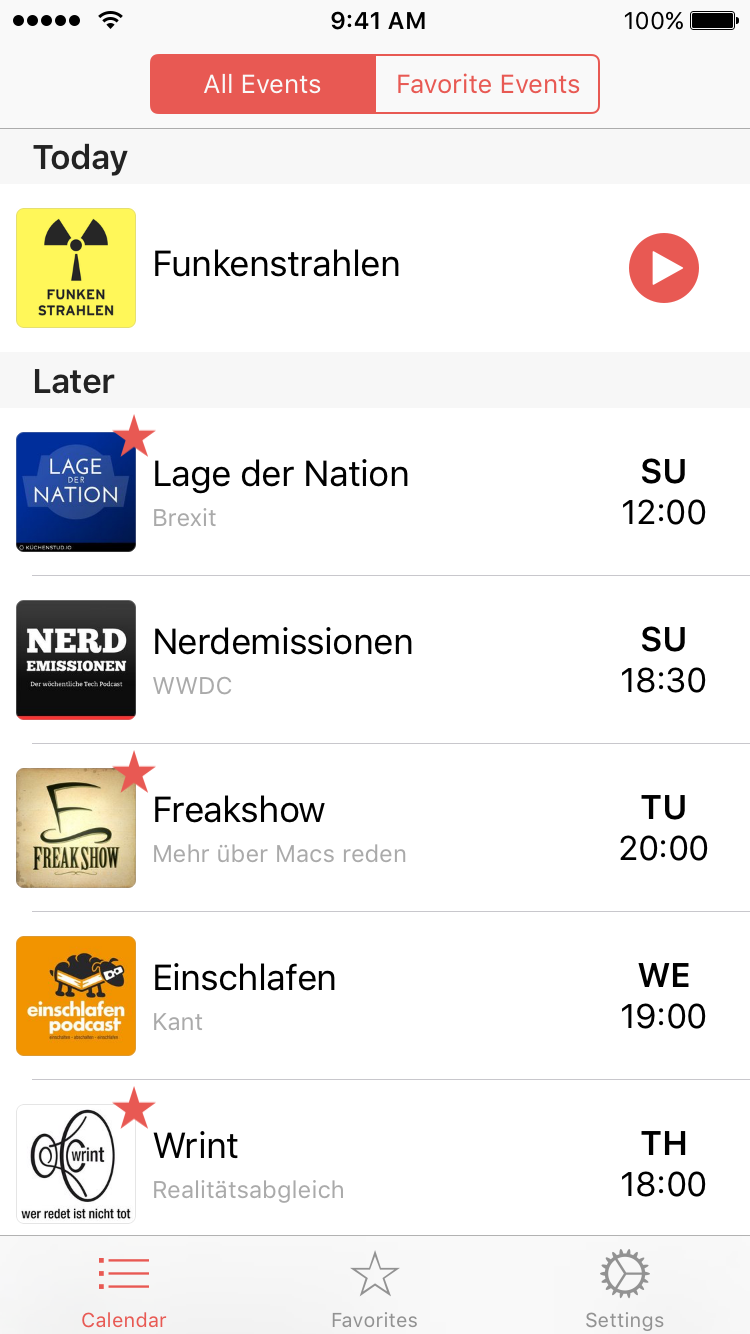 9:41 AM
100%
All Events
Favorite Events
Today
FUNKEN
STRAHLEN
Funkenstrahlen
Later
LAGE
DER
NATION
KÜCHENSTUD.IO
Lage der Nation
Brexit
SU
12:00
NERD
EMISSIONEN
Der wöchentliche Tech Podcast
Nerdemissionen
WWDC
SU
18:30
FREAKSHOW
Freakshow
Mehr über Macs reden
TU
20:00
einschlafen
podcast
einschlafen - einschlafen - einschlafen
Einschlafen
Kant
WE
19:00
wrint
wer redet ist nicht tot
Wrint
Realitätsabgleich
TH
18:00
Calendar
Favorites
Settings